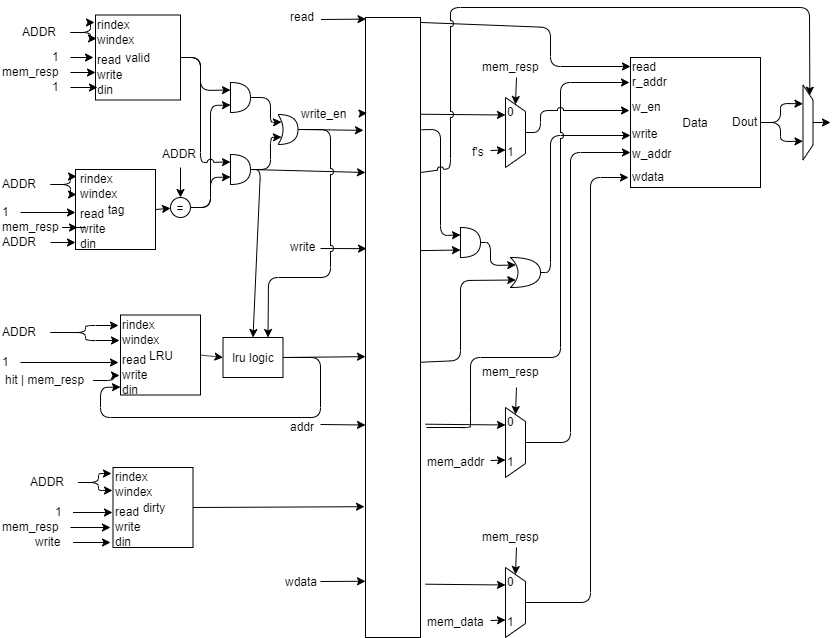 ADDR
rindex
windex
1
read valid
mem_resp
write
1
din
ADDR
rindex
windex
1
read tag
mem_resp
write
ADDR
din
ADDR
=
ADDR
rindex
windex
1
read LRU
hit | mem_resp
write
din
lru logic
ADDR
rindex
windex
1
read dirty
mem_resp
write
write
din
read
write_en
write
addr
wdata
mem_resp
0
f's
1
mem_resp
0
mem_addr
1
mem_resp
0
mem_data
1
read
r_addr
w_en
Data
Dout
write
w_addr
wdata